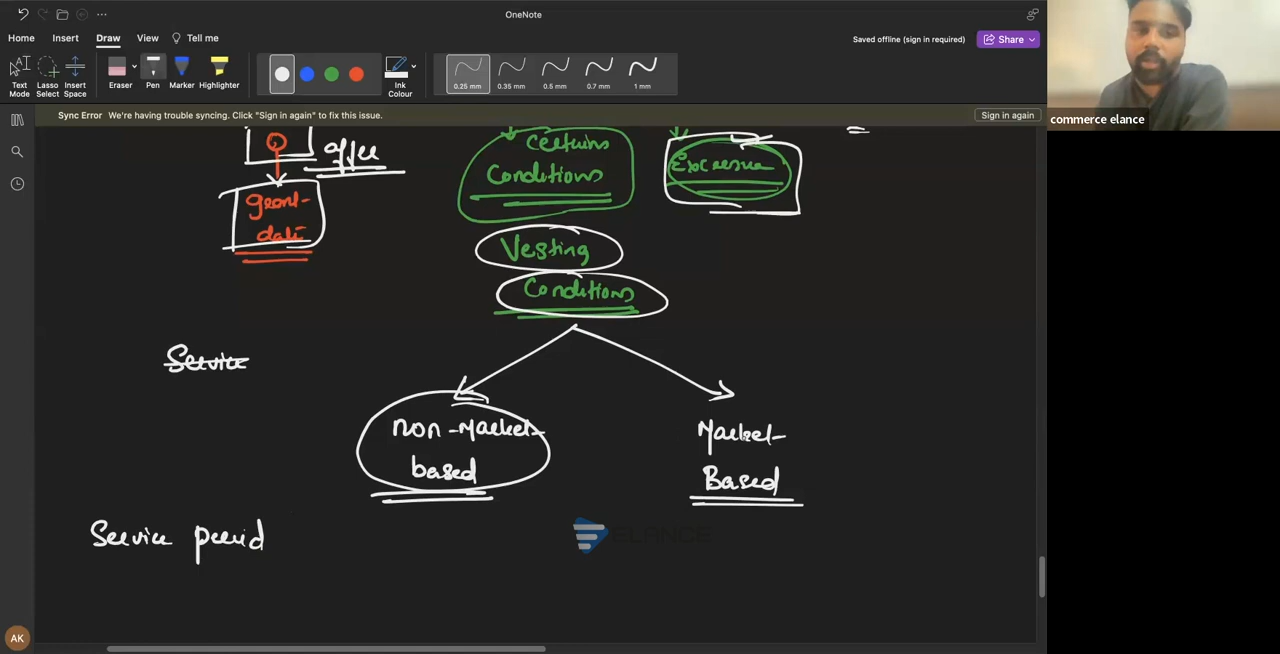 OneNote
Home Insert Draw View Tell me
Saved offline (sign in required)
Share
Text Mode
Lasso Select
Insert Space
Eraser
Pen
Marker
Highlighter
Ink Colour
0.25 mm
0.35 mm
0.5 mm
0.7 mm
1 mm
commerce elance
Sync Error We're having trouble syncing. Click "Sign in again" to fix this issue.
Sign in again
Certains
Conditions
offer
grant-
date
Vesting
Conditions
Service
non-Market-
based
Market-
Based
Service period
ELANCE
AK